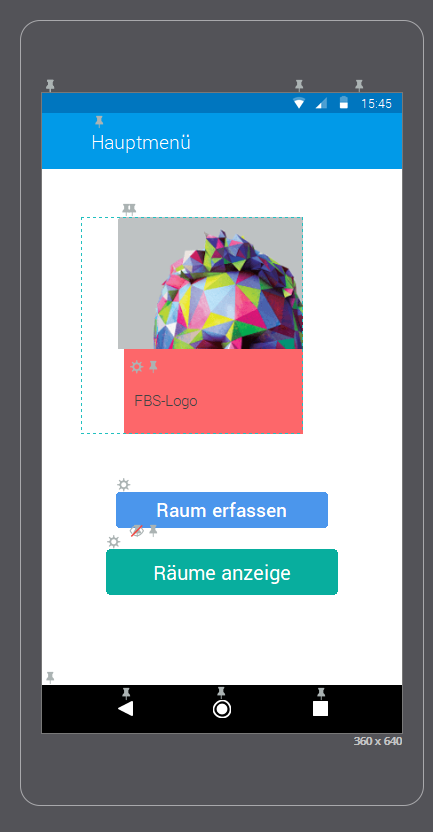 15:45
Hauptmenü
FBS-Logo
Raum erfassen
Räume anzeige
360 x 640